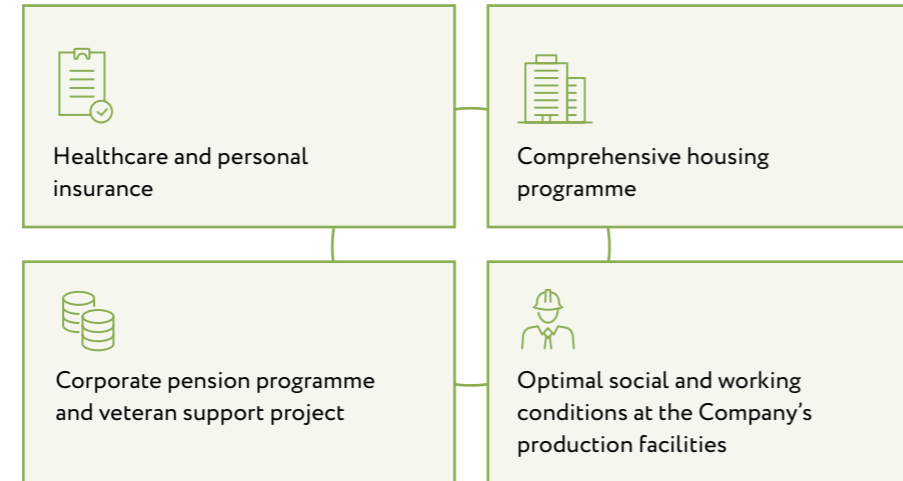 Healthcare and personal
insurance
Comprehensive housing
programme
Corporate pension programme
and veteran support project
Optimal social and working
conditions at the Company’s
production facilities